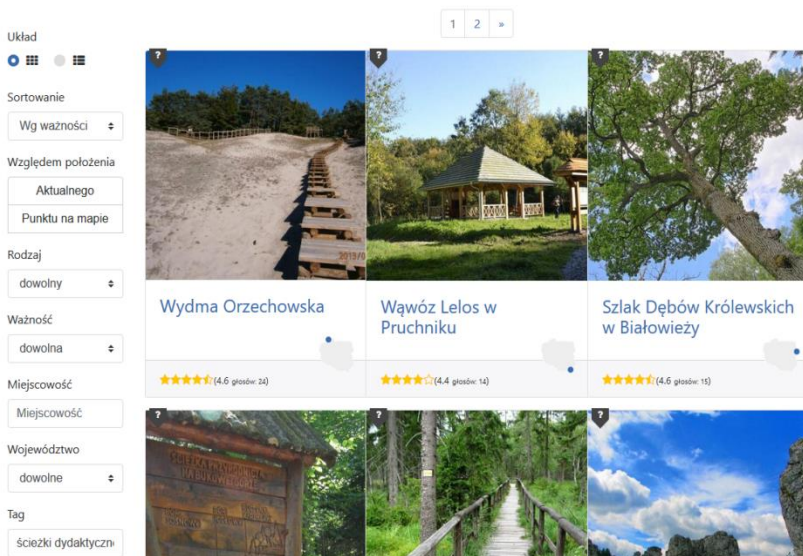 1 2 »
Układ
Sortowanie
Wg ważności
Względem położenia
Aktualnego
Punktu na mapie
Rodzaj
dowolny
Ważność
dowolna
Miejscowość
Miejscowość
Województwo
dowolne
Tag
ścieżki dydaktyczn
?
?
?
Wydma Orzechowska
Wąwóz Lelos w
Pruchniku
Szlak Dębów Królewskich
w Białowieży
(4.6 głosów: 24)
(4.4 głosów: 14)
(4.6 głosów: 15)
?
?
?